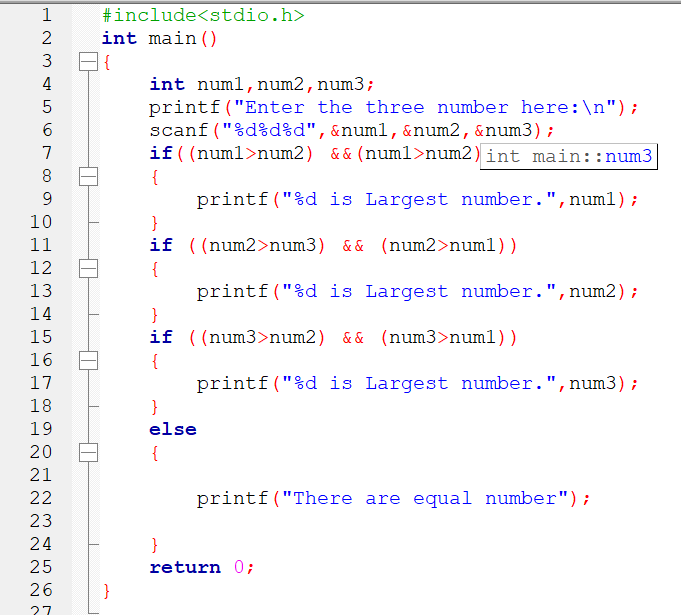 1 #include<stdio.h>
2 int main()
3 {
4 int num1,num2,num3;
5 printf("Enter the three number here:\n");
6 scanf("%d%d%d",&num1,&num2,&num3);
7 if((num1>num2) &&(num1>num2) int main::num3
8 {
9 printf("%d is Largest number.",num1);
10 }
11 if ((num2>num3) && (num2>num1))
12 {
13 printf("%d is Largest number.",num2);
14 }
15 if ((num3>num2) && (num3>num1))
16 {
17 printf("%d is Largest number.",num3);
18 }
19 else
20 {
21
22 printf("There are equal number");
23
24 }
25 return 0;
26 }
27